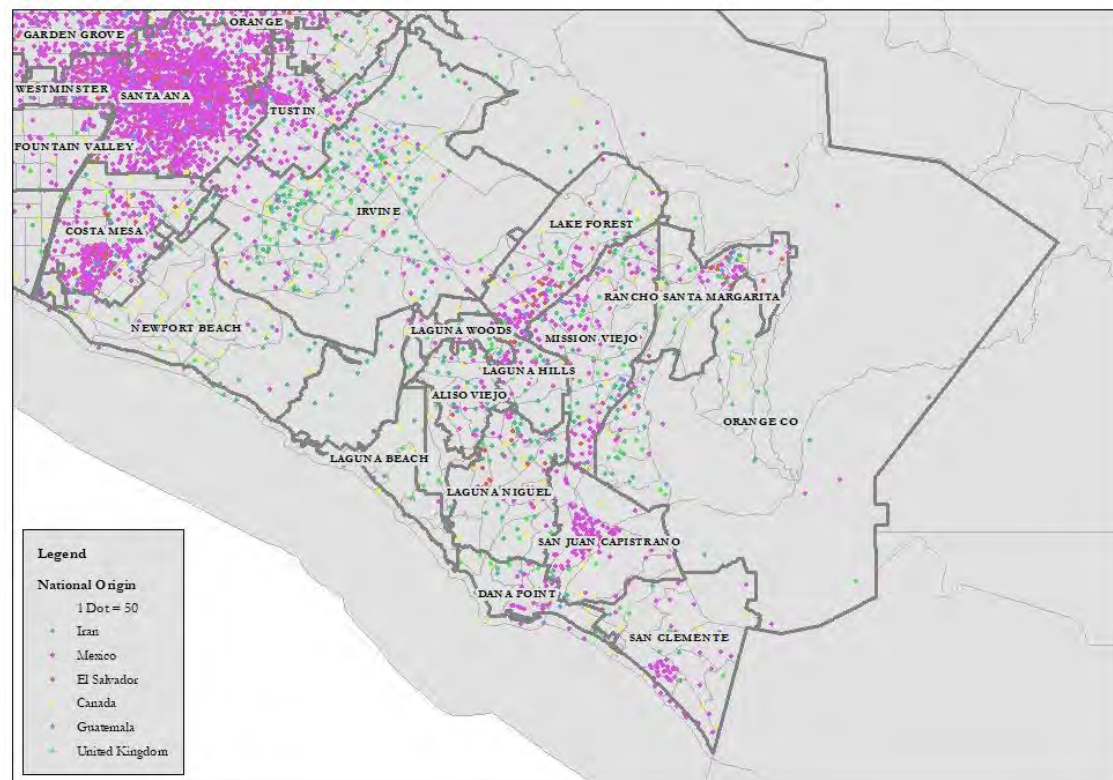 ORANGE
GARDEN GROVE
WESTMINSTER
SANTA ANA
TUSTIN
FOUNTAIN VALLEY
IRVINE
COSTA MESA
LAKE FOREST
RANCHO SANTA MARGARITA
NEWPORT BEACH
LAGUNA WOODS
MISSION VIEJO
LAGUNA HILLS
ALISO VIEJO
ORANGE CO
LAGUNA BEACH
LAGUNA NIGUEL
SAN JUAN CAPISTRANO
DANA POINT
SAN CLEMENTE
Legend
National Origin
1 Dot = 50
Iran
Mexico
El Salvador
Canada
Guatemala
United Kingdom